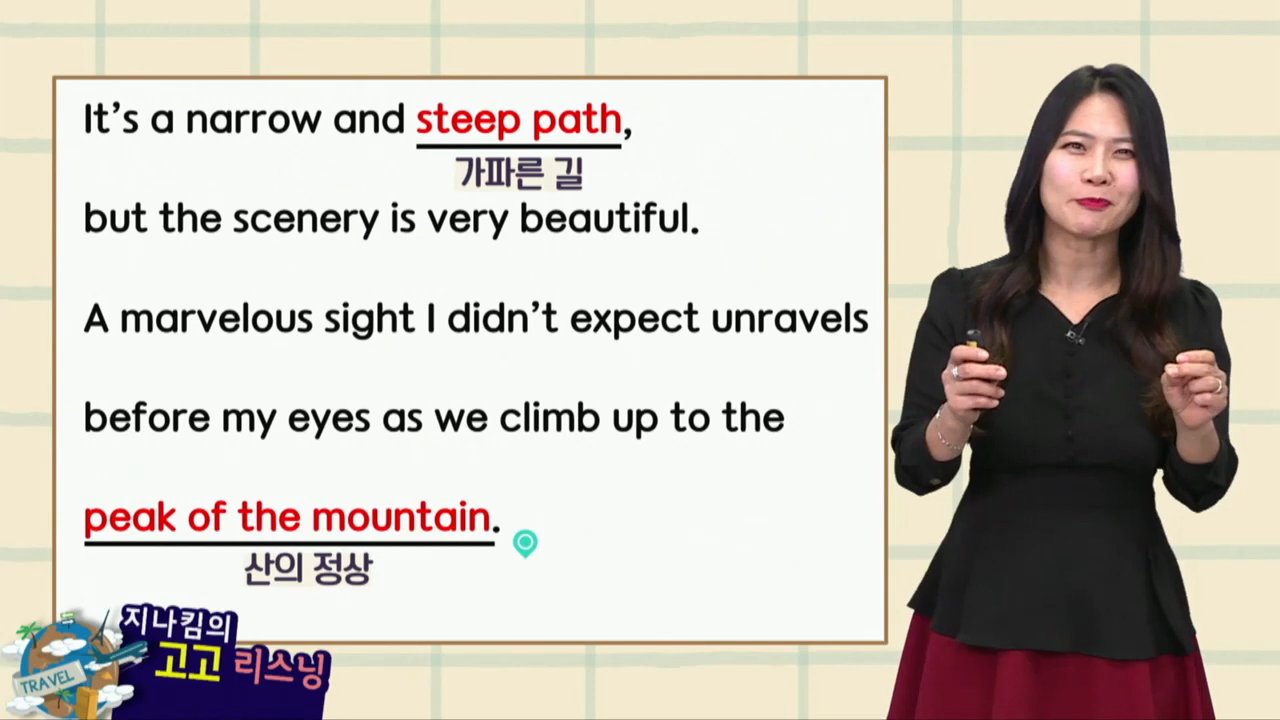 It's a narrow and steep path,
가파른 길
but the scenery is very beautiful.
A marvelous sight I didn't expect unravels
before my eyes as we climb up to the
peak of the mountain.
산의 정상
지나킴의
고고 리스닝
TRAVEL